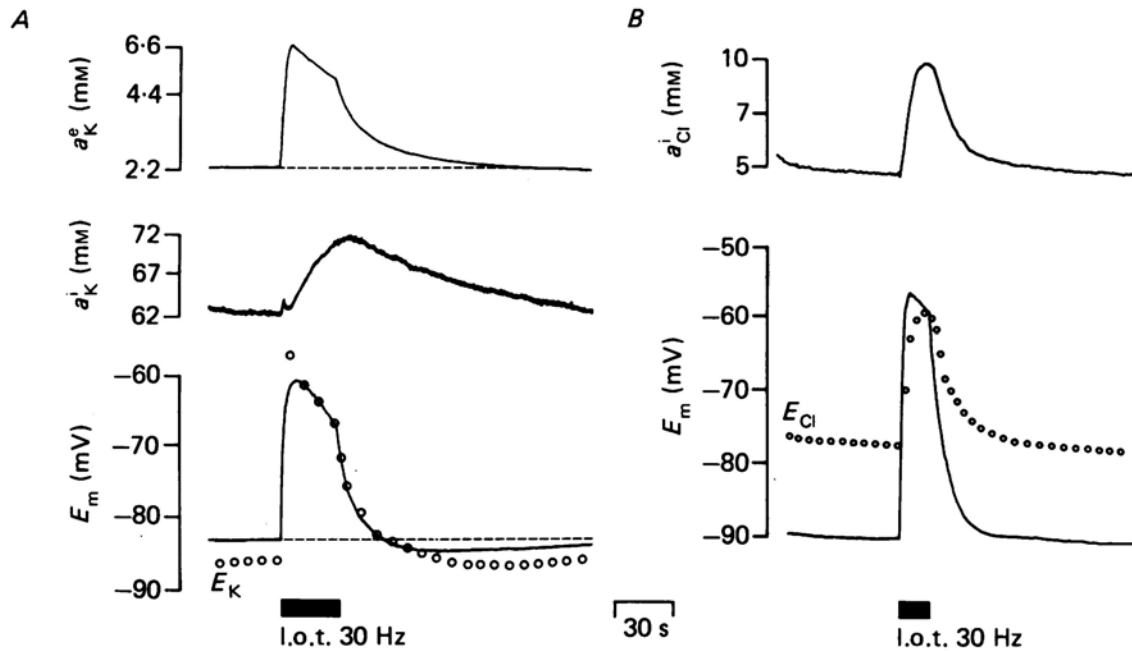 A
6·6
4·4
2·2
a^e_K (mM)
72
67
62
a^i_K (mM)
−60
−70
−80
−90
E_m (mV)
E_K
l.o.t. 30 Hz
30 s
B
10
7
5
a^i_Cl (mM)
−50
−60
−70
−80
−90
E_m (mV)
E_Cl
l.o.t. 30 Hz